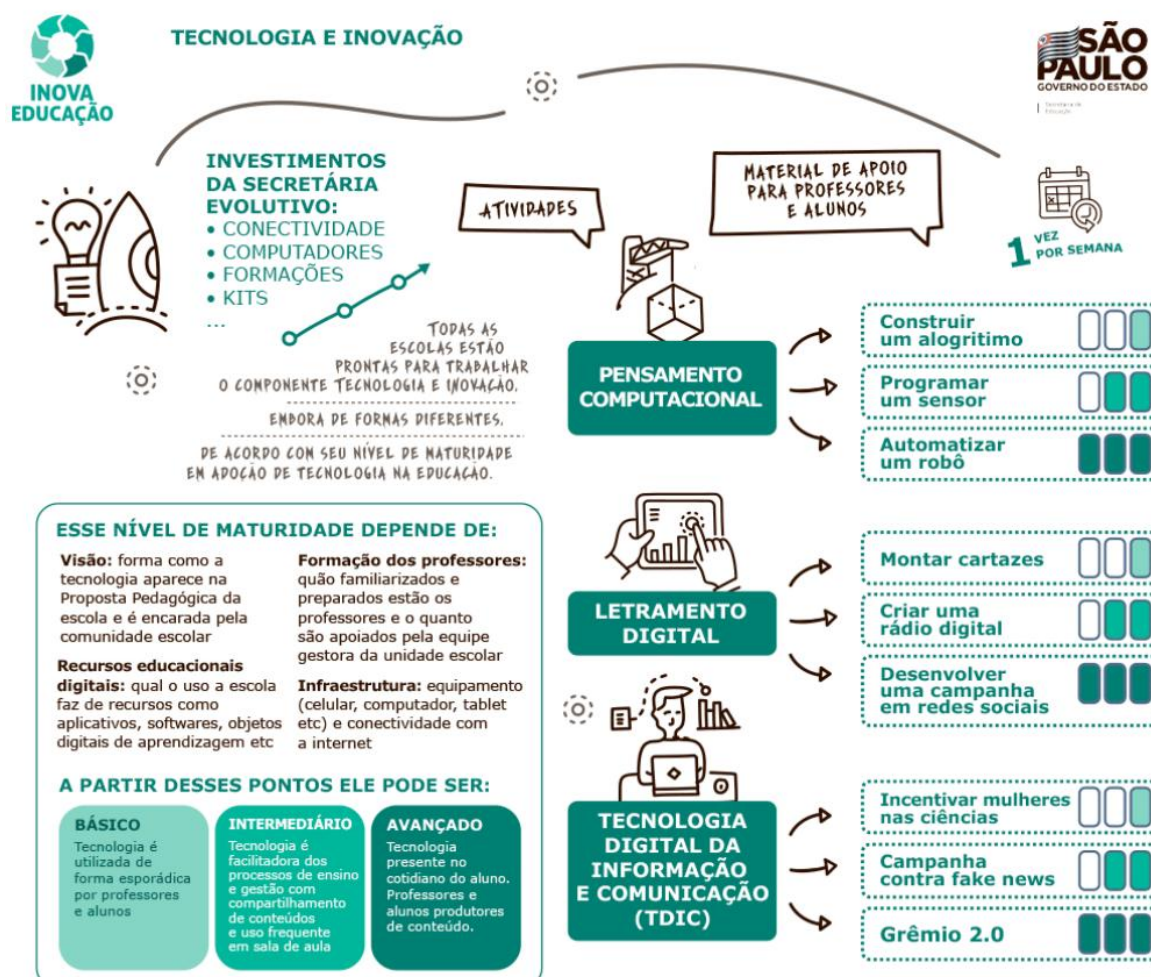 INOVA
EDUCAÇÃO
TECNOLOGIA E INOVAÇÃO
SÃO
PAULO
GOVERNO DO ESTADO
Secretaria de
Educação
INVESTIMENTOS
DA SECRETÁRIA
EVOLUTIVO:
• CONECTIVIDADE
• COMPUTADORES
• FORMAÇÕES
• KITS
...
TODAS AS
ESCOLAS ESTÃO
PRONTAS PARA TRABALHAR
O COMPONENTE TECNOLOGIA E INOVAÇÃO.
EMBORA DE FORMAS DIFERENTES.
DE ACORDO COM SEU NÍVEL DE MATURIDADE
EM ADOÇÃO DE TECNOLOGIA NA EDUCAÇÃO.
ATIVIDADES
MATERIAL DE APOIO
PARA PROFESSORES
E ALUNOS
1 VEZ
POR SEMANA
PENSAMENTO
COMPUTACIONAL
Construir
um alogritimo
Programar
um sensor
Automatizar
um robô
LETRAMENTO
DIGITAL
Montar cartazes
Criar uma
rádio digital
Desenvolver
uma campanha
em redes sociais
TECNOLOGIA
DIGITAL DA
INFORMAÇÃO
E COMUNICAÇÃO
(TDIC)
Incentivar mulheres
nas ciências
Campanha
contra fake news
Grêmio 2.0
ESSE NÍVEL DE MATURIDADE DEPENDE DE:
Visão: forma como a
tecnologia aparece na
Proposta Pedagógica da
escola e é encarada pela
comunidade escolar
Recursos educacionais
digitais: qual o uso a escola
faz de recursos como
aplicativos, softwares, objetos
digitais de aprendizagem etc
Formação dos professores:
quão familiarizados e
preparados estão os
professores e o quanto
são apoiados pela equipe
gestora da unidade escolar
Infraestrutura: equipamento
(celular, computador, tablet
etc) e conectividade com
a internet
A PARTIR DESSES PONTOS ELE PODE SER:
BÁSICO
Tecnologia é
utilizada de
forma esporádica
por professores
e alunos
INTERMEDIÁRIO
Tecnologia é
facilitadora dos
processos de ensino
e gestão com
compartilhamento
de conteúdos
e uso frequente
em sala de aula
AVANÇADO
Tecnologia
presente no
cotidiano do aluno.
Professores e
alunos produtores
de conteúdo.